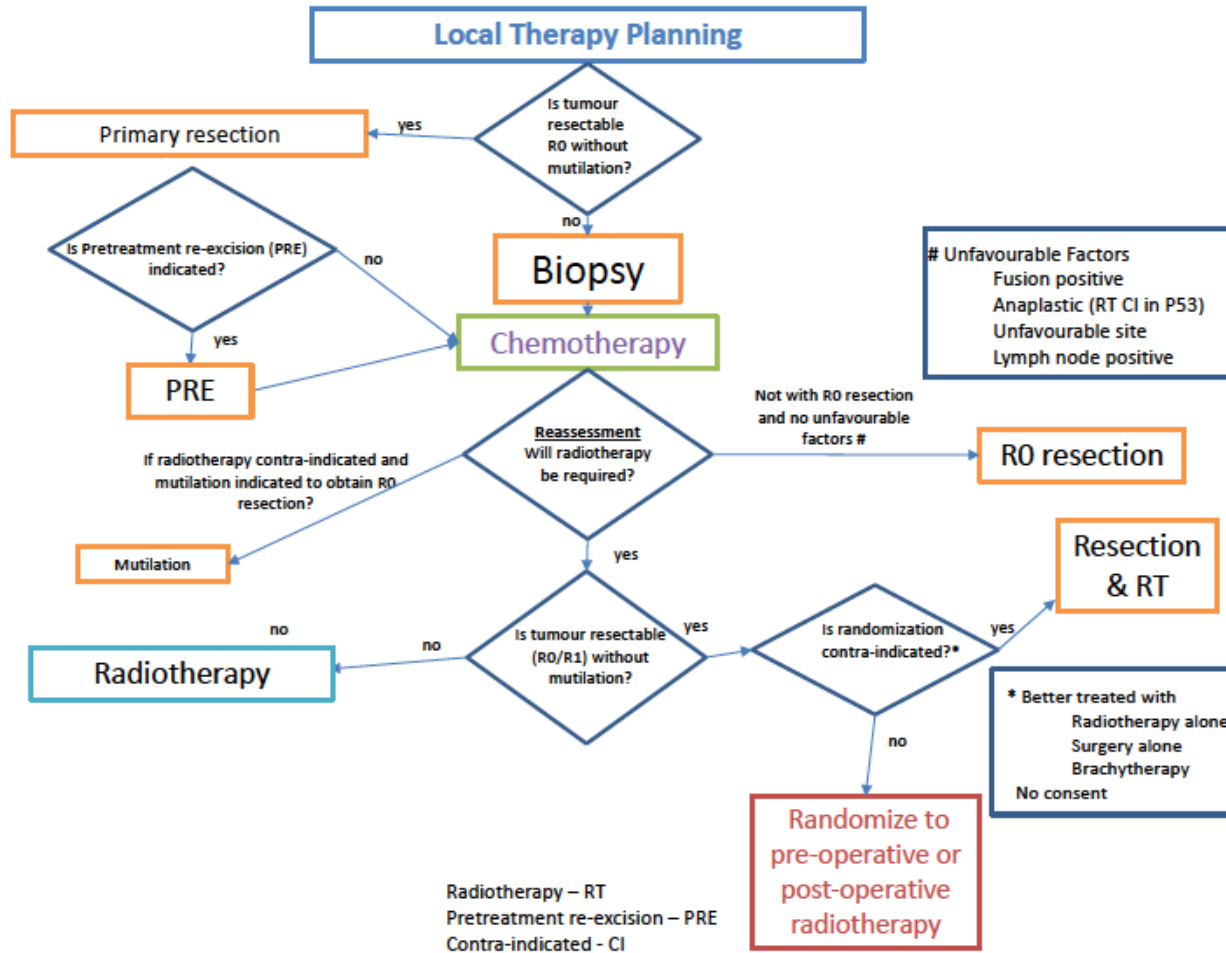 Local Therapy Planning
Is tumour
resectable
R0 without
mutilation?
yes
Primary resection
no
Is Pretreatment re-excision (PRE)
indicated?
no
yes
PRE
Biopsy
Chemotherapy
# Unfavourable Factors
Fusion positive
Anaplastic (RT CI in P53)
Unfavourable site
Lymph node positive
Reassessment
Will radiotherapy
be required?
Not with R0 resection
and no unfavourable
factors #
R0 resection
If radiotherapy contra-indicated and
mutilation indicated to obtain R0
resection?
Mutilation
yes
Is tumour resectable
(R0/R1) without
mutilation?
no
no
Radiotherapy
yes
Is randomization
contra-indicated?*
yes
Resection
& RT
no
* Better treated with
Radiotherapy alone
Surgery alone
Brachytherapy
No consent
Randomize to
pre-operative or
post-operative
radiotherapy
Radiotherapy – RT
Pretreatment re-excision – PRE
Contra-indicated - CI